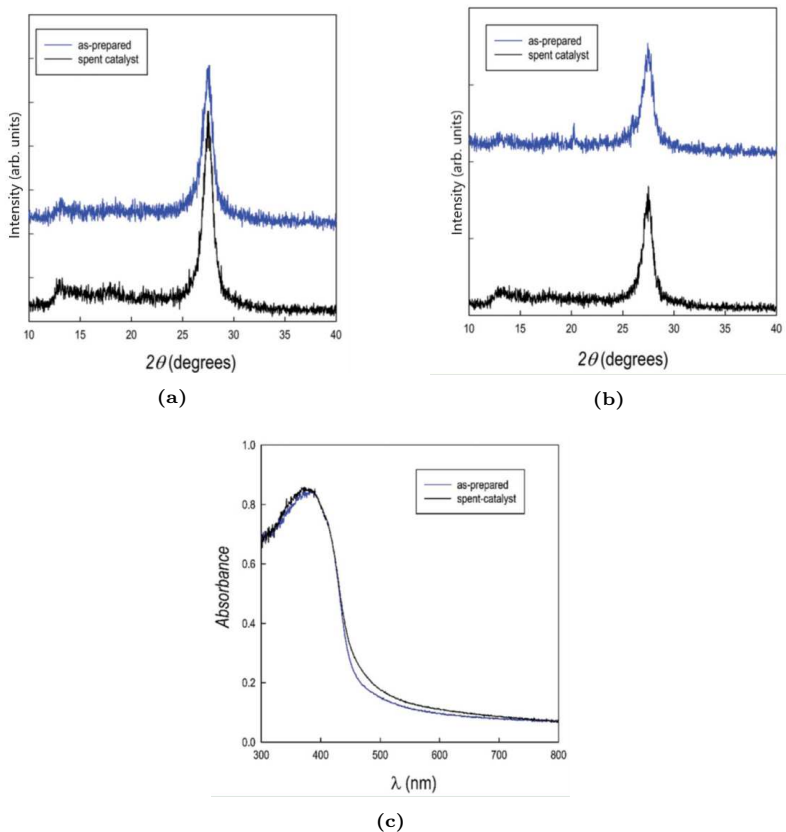 as-prepared
spent catalyst
Intensity (arb. units)
10 15 20 25 30 35 40
2θ (degrees)
(a)
as-prepared
spent catalyst
Intensity (arb. units)
10 15 20 25 30 35 40
2θ (degrees)
(b)
1.0
0.8
0.6
0.4
0.2
0.0
as-prepared
spent-catalyst
Absorbance
300 400 500 600 700 800
λ (nm)
(c)